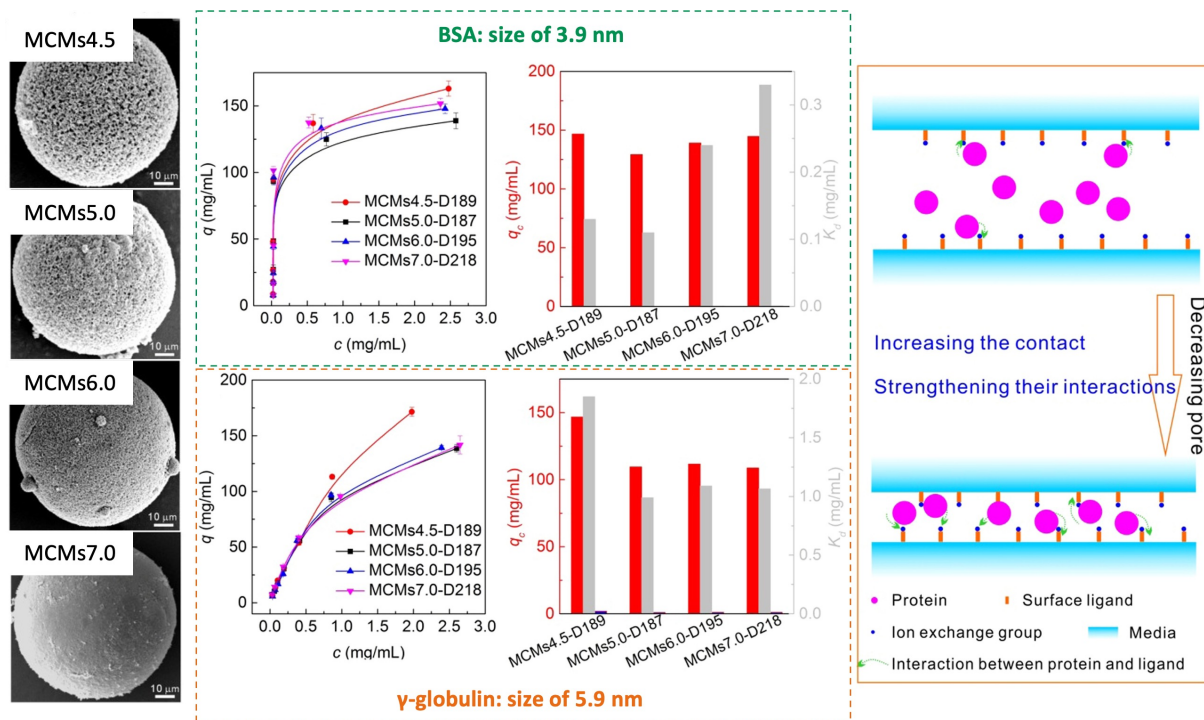 MCMs4.5
10 μm
MCMs5.0
10 μm
MCMs6.0
10 μm
MCMs7.0
10 μm
BSA: size of 3.9 nm
q (mg/mL)
150
100
50
0
0.0 0.5 1.0 1.5 2.0 2.5 3.0
c (mg/mL)
MCMs4.5-D189
MCMs5.0-D187
MCMs6.0-D195
MCMs7.0-D218
q_c (mg/mL)
200
150
100
50
0
0.3
0.2
0.1
0.0
K_d (mg/mL)
MCMs4.5-D189
MCMs5.0-D187
MCMs6.0-D195
MCMs7.0-D218
q (mg/mL)
200
150
100
50
0
0.0 0.5 1.0 1.5 2.0 2.5 3.0
c (mg/mL)
MCMs4.5-D189
MCMs5.0-D187
MCMs6.0-D195
MCMs7.0-D218
q_c (mg/mL)
200
150
100
50
0
2.0
1.5
1.0
0.5
0.0
K_d (mg/mL)
MCMs4.5-D189
MCMs5.0-D187
MCMs6.0-D195
MCMs7.0-D218
γ-globulin: size of 5.9 nm
Increasing the contact
Strengthening their interactions
Decreasing pore
Protein
Surface ligand
Ion exchange group
Media
Interaction between protein and ligand